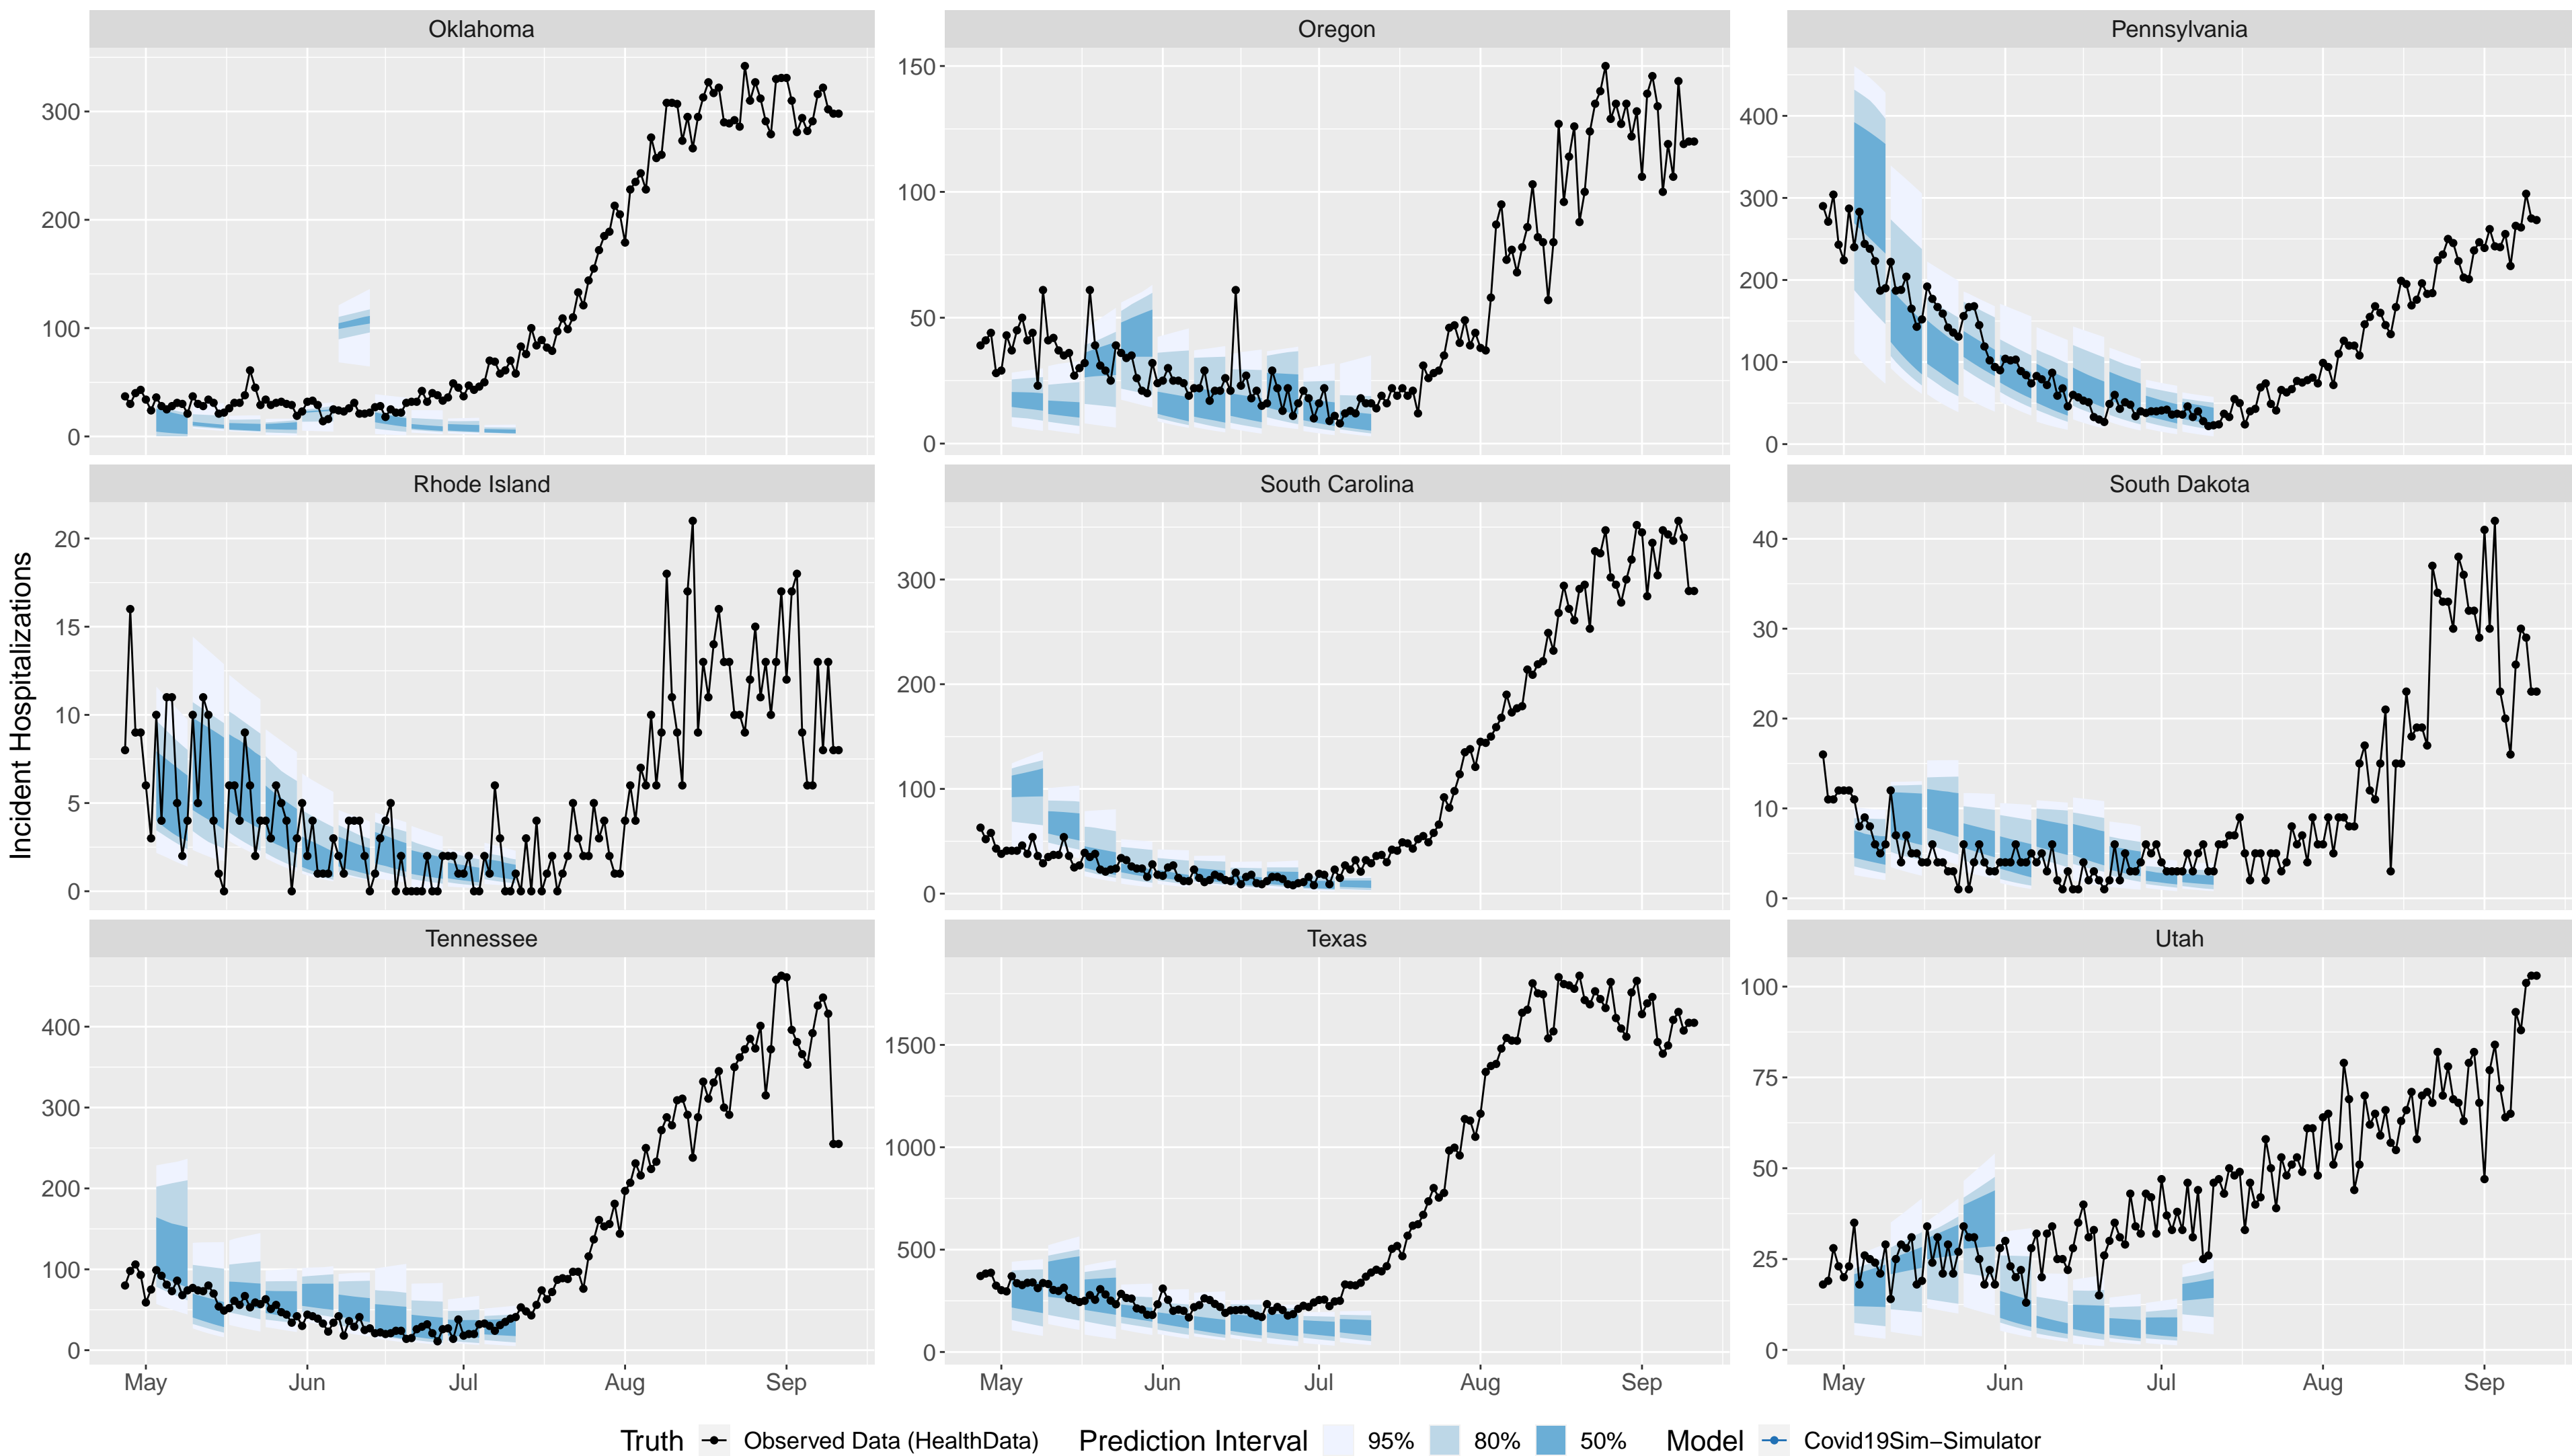 Oklahoma
Oregon
Pennsylvania
300
200
100
0
150
100
50
0
400
300
200
100
0
Incident Hospitalizations
Rhode Island
South Carolina
South Dakota
20
15
10
5
0
300
200
100
0
40
30
20
10
0
Tennessee
Texas
Utah
400
300
200
100
0
1500
1000
500
0
100
75
50
25
0
May Jun Jul Aug Sep
May Jun Jul Aug Sep
May Jun Jul Aug Sep
Truth Observed Data (HealthData) Prediction Interval 95% 80% 50% Model Covid19Sim−Simulator